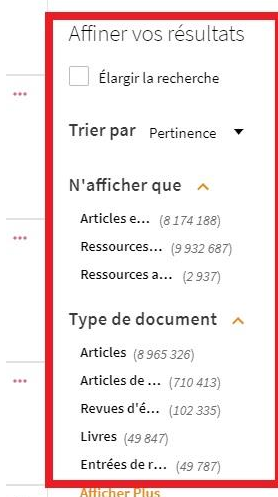 Affiner vos résultats
Élargir la recherche
Trier par Pertinence
N'afficher que
Articles e... (8 174 188)
Ressources... (9 932 687)
Ressources a... (2 937)
Type de document
Articles (8 965 326)
Articles de ... (710 413)
Revues d'é... (102 335)
Livres (49 847)
Entrées de r... (49 787)
Afficher Plus